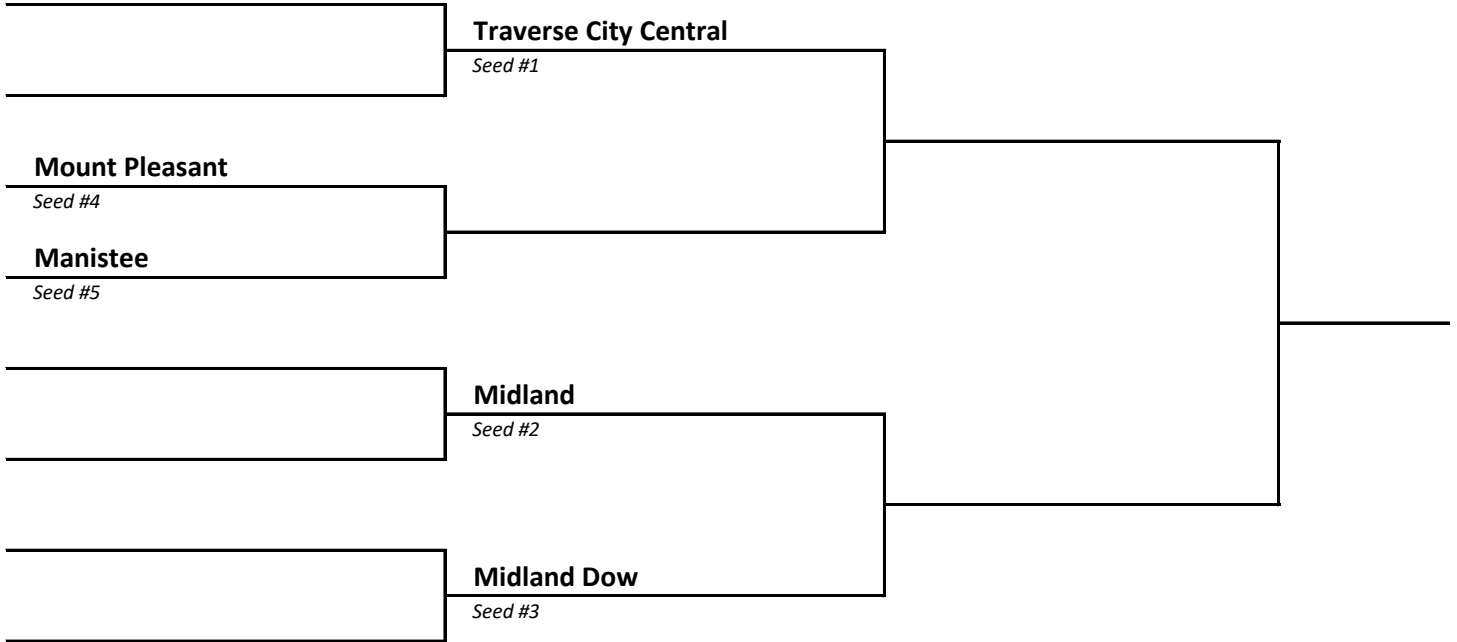 Traverse City Central
Seed #1
Mount Pleasant
Seed #4
Manistee
Seed #5
Midland
Seed #2
Midland Dow
Seed #3